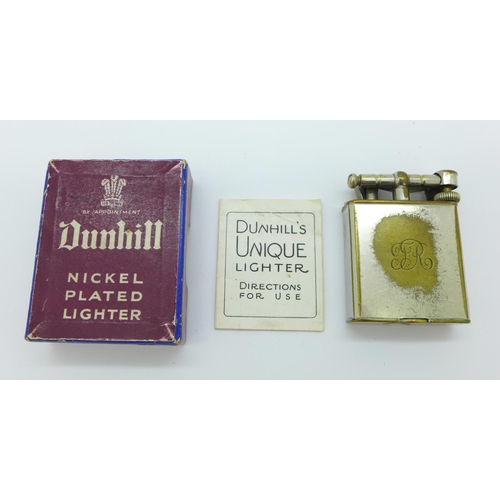 BY APPOINTMENT
Dunhill
NICKEL
PLATED
LIGHTER
DUNHILL'S
UNIQUE
LIGHTER
DIRECTIONS
FOR USE